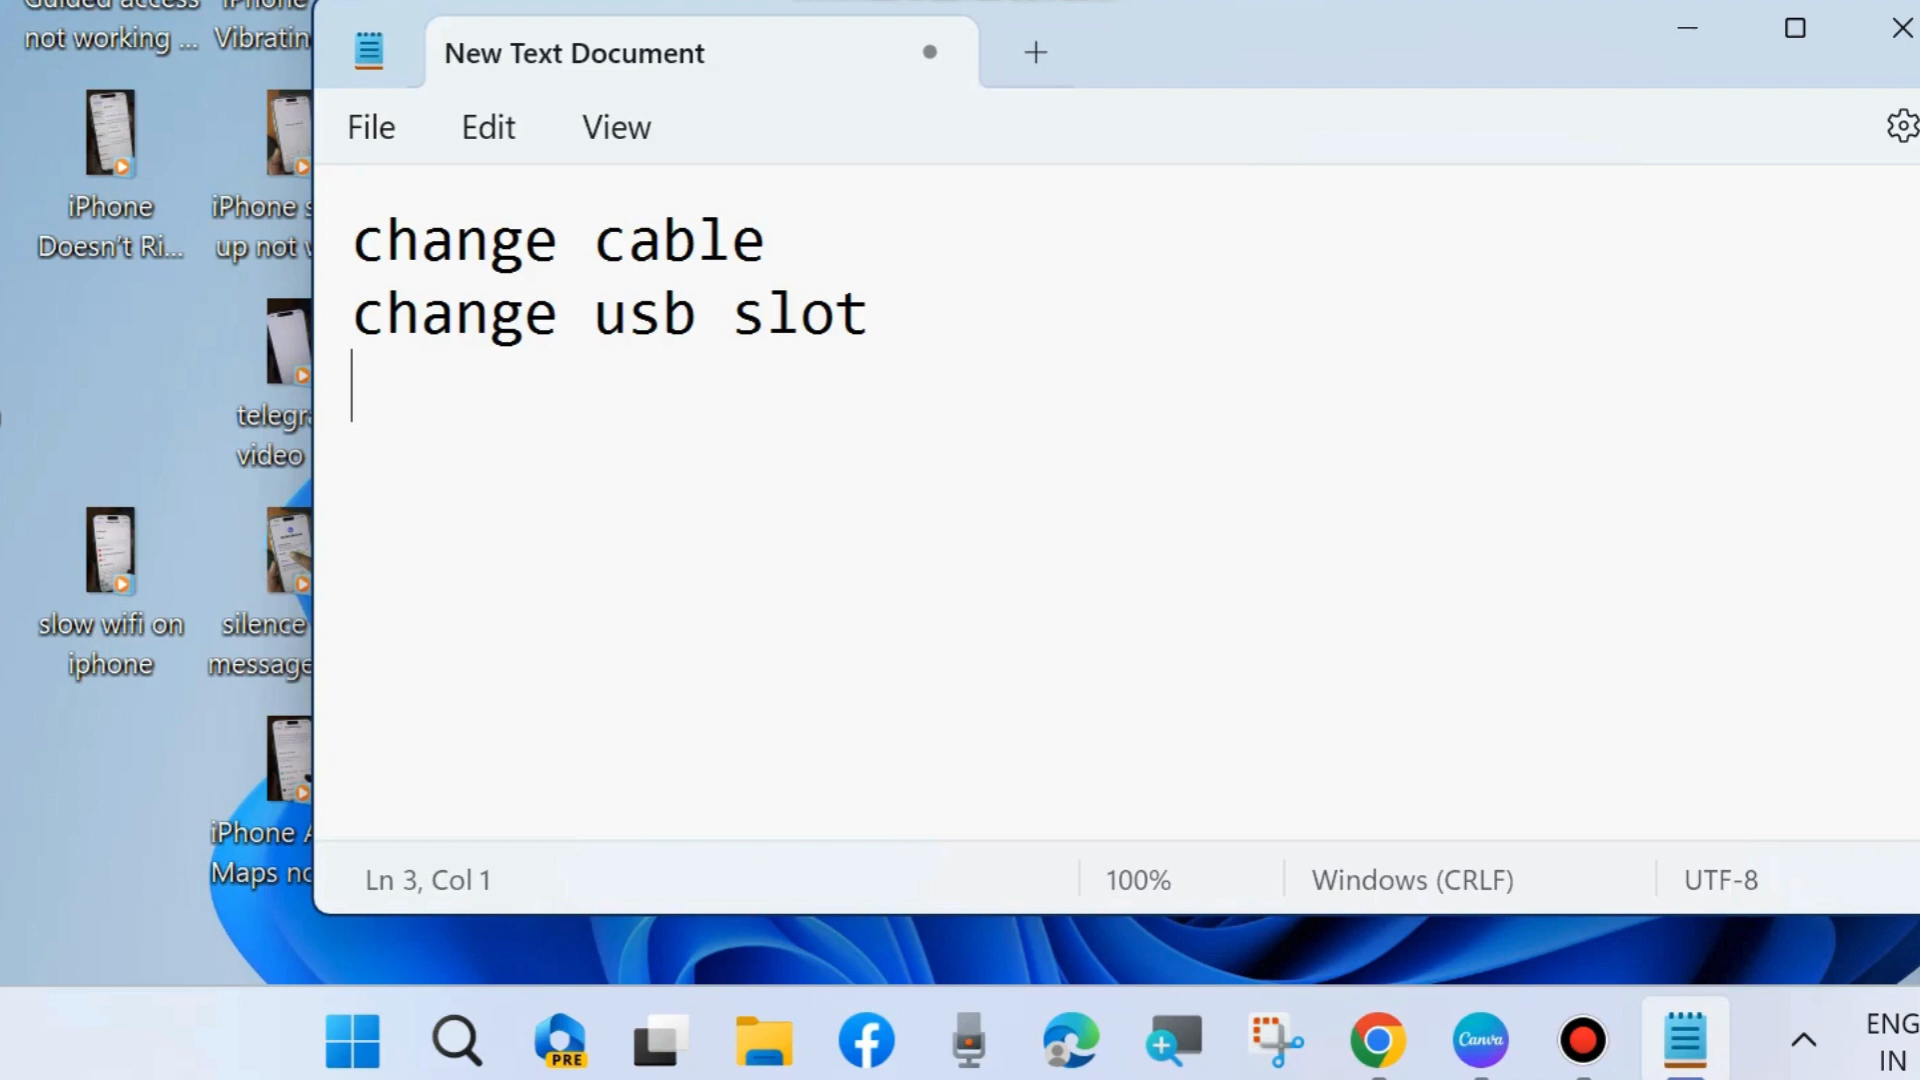 not working ...
Vibratin
New Text Document
File
Edit
View
iPhone
Doesn't Ri...
iPhone
up not
change cable
change usb slot
telegra
video
slow wifi on
iphone
silence
message
iPhone
Maps no
Ln 3, Col 1
100%
Windows (CRLF)
UTF-8
PRE
Canva
ENG
IN